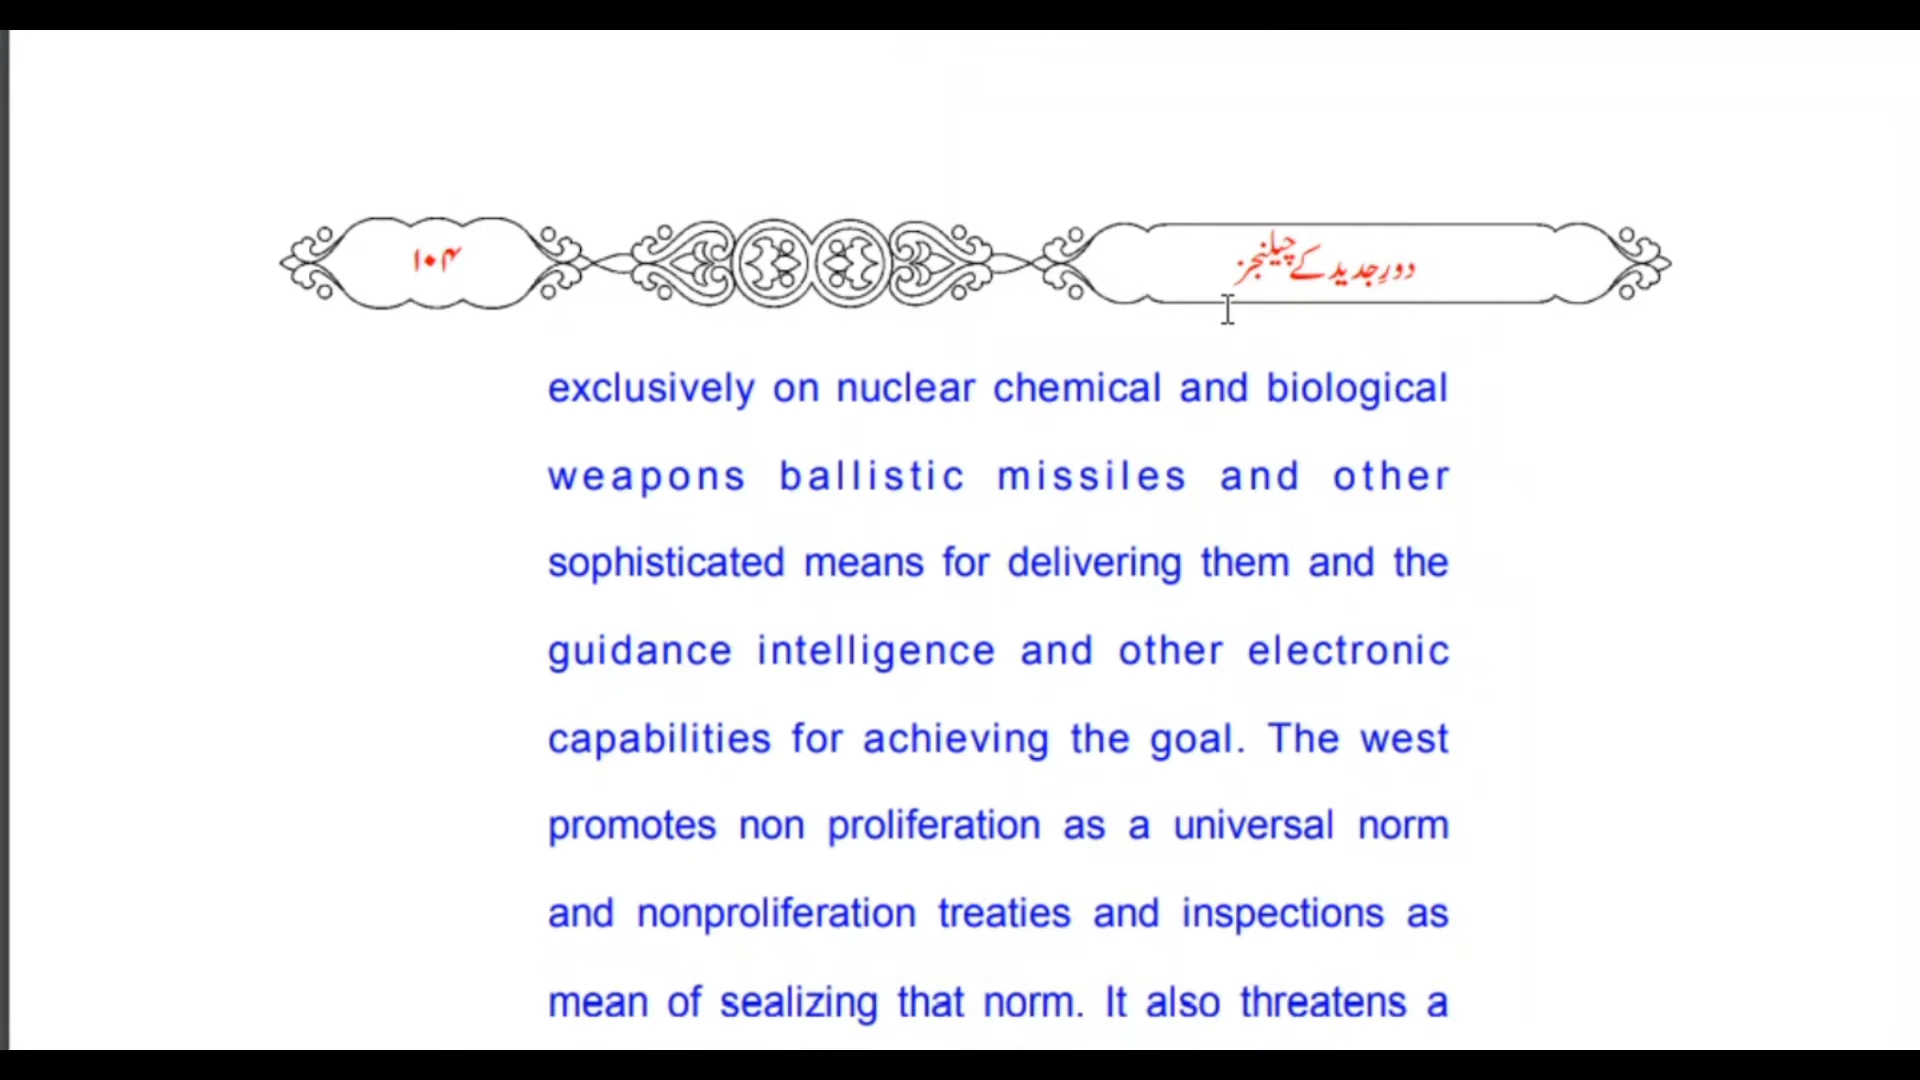 دورِجدید کے چیلنجز
۱۰۴
exclusively on nuclear chemical and biological
weapons ballistic missiles and other
sophisticated means for delivering them and the
guidance intelligence and other electronic
capabilities for achieving the goal. The west
promotes non proliferation as a universal norm
and nonproliferation treaties and inspections as
mean of sealizing that norm. It also threatens a